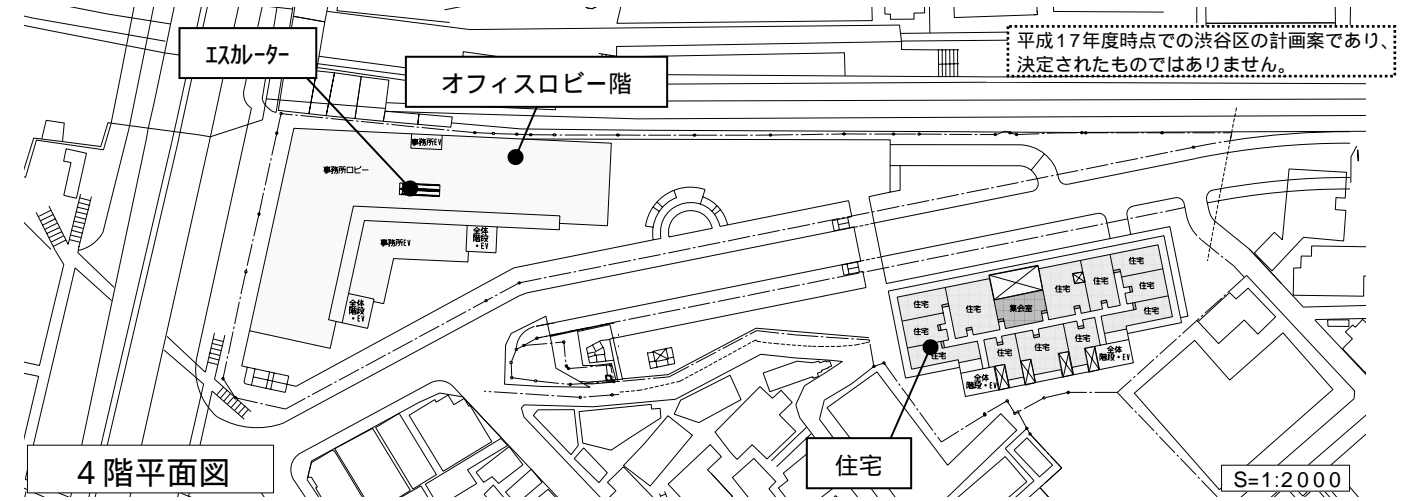 平成17年度時点での渋谷区の計画案であり、
決定されたものではありません。
エスカレーター
オフィスロビー階
事務所EV
事務所ロビー
事務所EV
全体
階段
・EV
全体
階段
・EV
住宅
住宅
住宅
住宅
住宅
住宅
集会室
住宅
住宅
住宅
住宅
住宅
住宅
全体
階段・EV
全体
階段・EV
住宅
4階平面図
S=1:2000